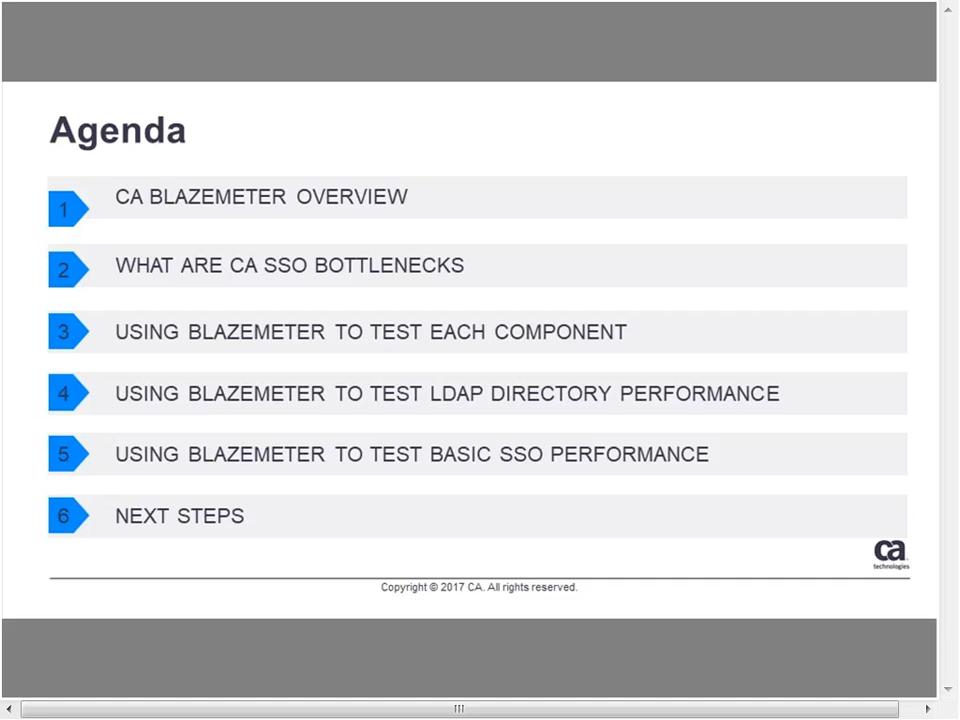 Agenda
1 CA BLAZEMETER OVERVIEW
2 WHAT ARE CA SSO BOTTLENECKS
3 USING BLAZEMETER TO TEST EACH COMPONENT
4 USING BLAZEMETER TO TEST LDAP DIRECTORY PERFORMANCE
5 USING BLAZEMETER TO TEST BASIC SSO PERFORMANCE
6 NEXT STEPS
ca
technologies
Copyright © 2017 CA. All rights reserved.